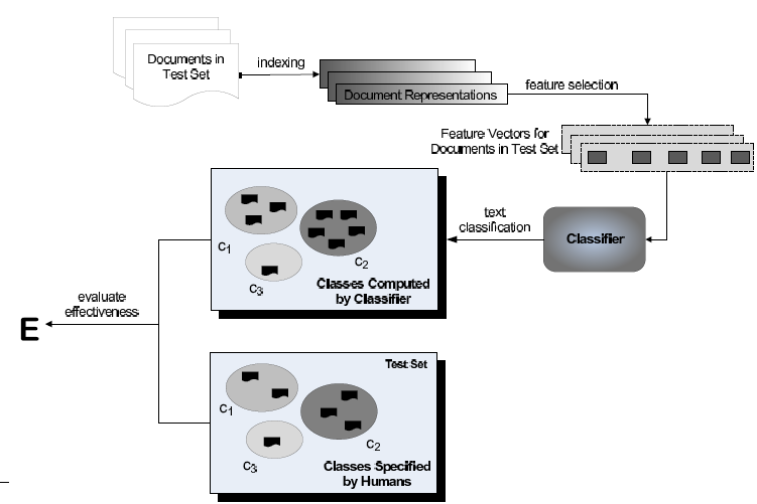 Documents in
Test Set
indexing
Document Representations
feature selection
Feature Vectors for
Documents in Test Set
text
classification
Classifier
C1
C2
C3
Classes Computed
by Classifier
evaluate
effectiveness
E
Test Set
C1
C2
C3
Classes Specified
by Humans